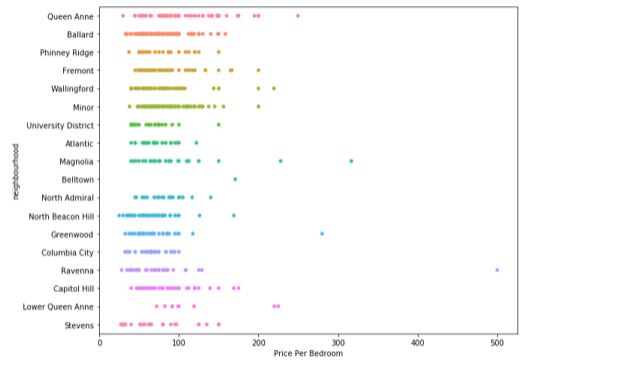 Queen Anne
Ballard
Phinney Ridge
Fremont
Wallingford
Minor
University District
Atlantic
Magnolia
Belltown
North Admiral
North Beacon Hill
Greenwood
Columbia City
Ravenna
Capitol Hill
Lower Queen Anne
Stevens
neighbourhood
0 100 200 300 400 500
Price Per Bedroom